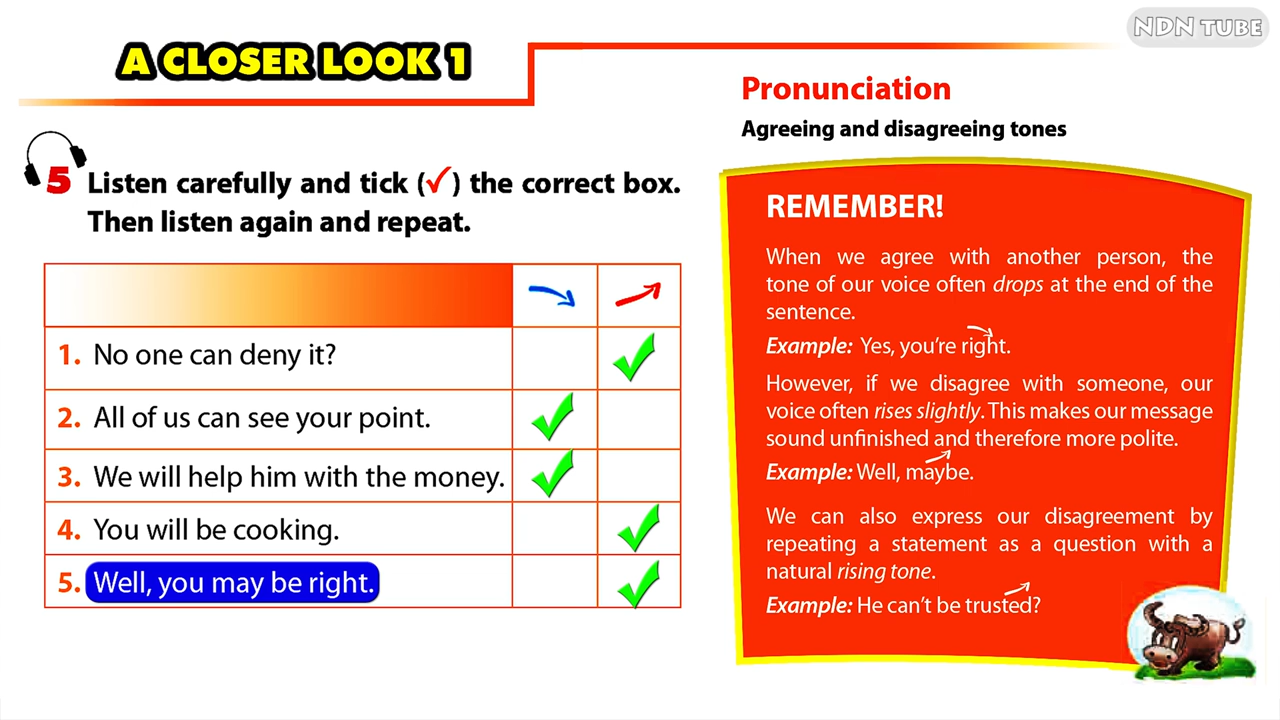 NDN TUBE
A CLOSER LOOK 1
5 Listen carefully and tick (✓) the correct box.
Then listen again and repeat.
1. No one can deny it?
2. All of us can see your point.
3. We will help him with the money.
4. You will be cooking.
5. Well, you may be right.
Pronunciation
Agreeing and disagreeing tones
REMEMBER!
When we agree with another person, the
tone of our voice often drops at the end of the
sentence.
Example: Yes, you're right.
However, if we disagree with someone, our
voice often rises slightly. This makes our message
sound unfinished and therefore more polite.
Example: Well, maybe.
We can also express our disagreement by
repeating a statement as a question with a
natural rising tone.
Example: He can't be trusted?